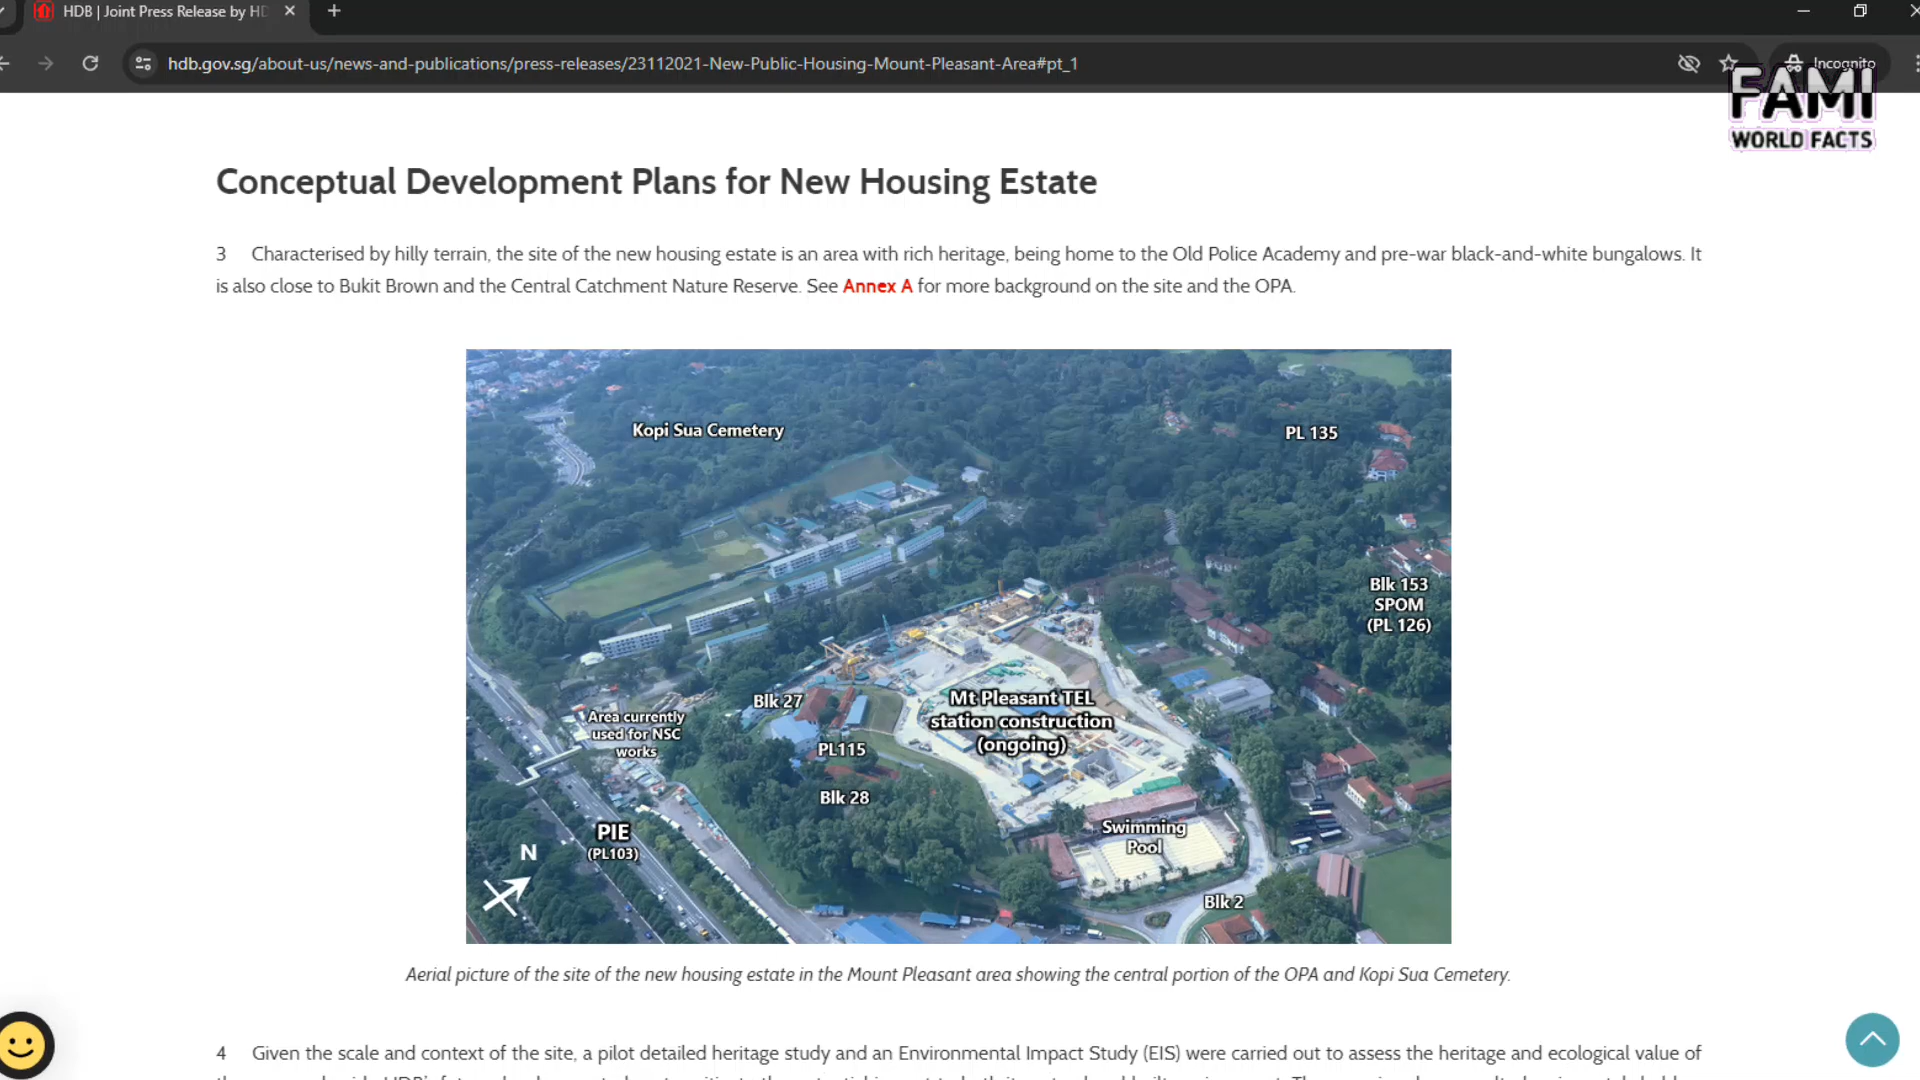 HDB | Joint Press Release by HD
hdb.gov.sg/about-us/news-and-publications/press-releases/23112021-New-Public-Housing-Mount-Pleasant-Area#pt_1
Incognito
FAMI
WORLD FACTS
Conceptual Development Plans for New Housing Estate
3 Characterised by hilly terrain, the site of the new housing estate is an area with rich heritage, being home to the Old Police Academy and pre-war black-and-white bungalows. It
is also close to Bukit Brown and the Central Catchment Nature Reserve. See Annex A for more background on the site and the OPA.
Kopi Sua Cemetery
PL 135
Blk 153
SPOM
(PL 126)
Blk 27
Mt Pleasant TEL
station construction
(ongoing)
Area currently
used for NSC
works
PL115
Blk 28
Swimming
Pool
PIE
(PL103)
N
Blk 2
Aerial picture of the site of the new housing estate in the Mount Pleasant area showing the central portion of the OPA and Kopi Sua Cemetery.
4 Given the scale and context of the site, a pilot detailed heritage study and an Environmental Impact Study (EIS) were carried out to assess the heritage and ecological value of